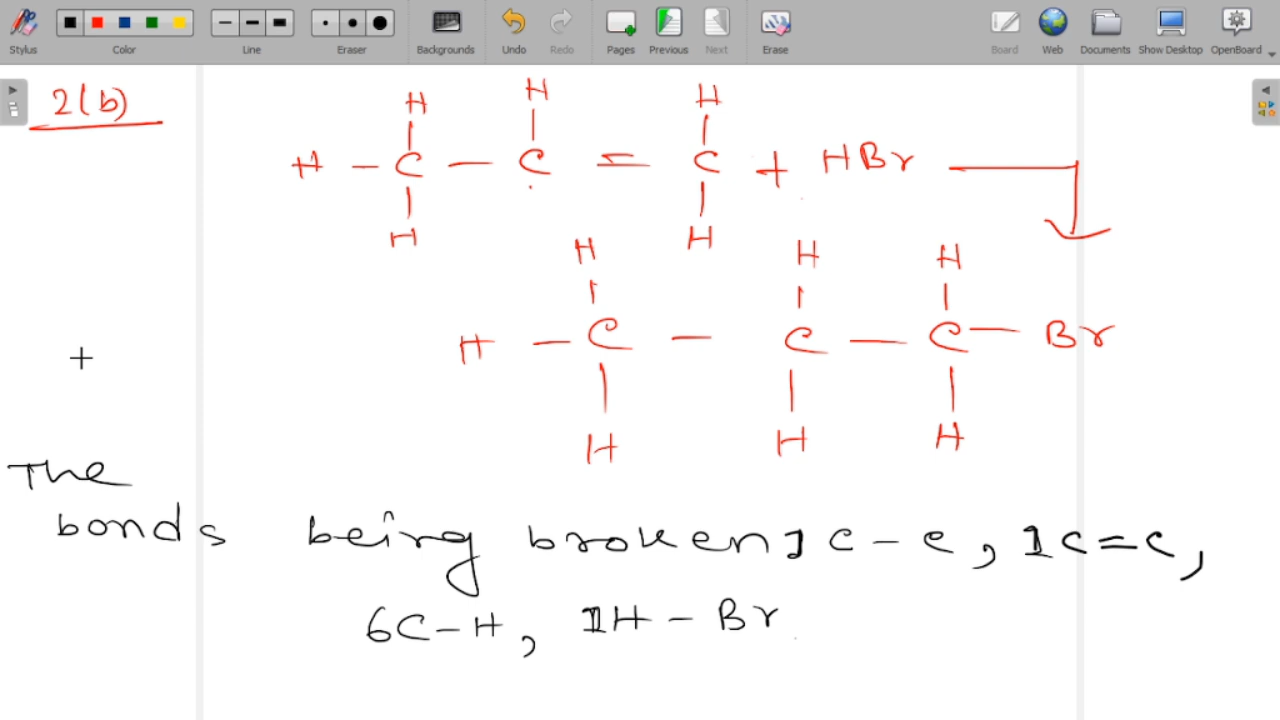 Stylus Color Line Eraser Backgrounds Undo Redo Pages Previous Next Erase Board Web Documents Show Desktop OpenBoard
2(b)
H H H
H - C - C = C + HBr
H H
H H H
H - C - C - C - Br
H H H
The
bonds being broken 1 C - C, 1 C = C,
6 C - H, 1 H - Br